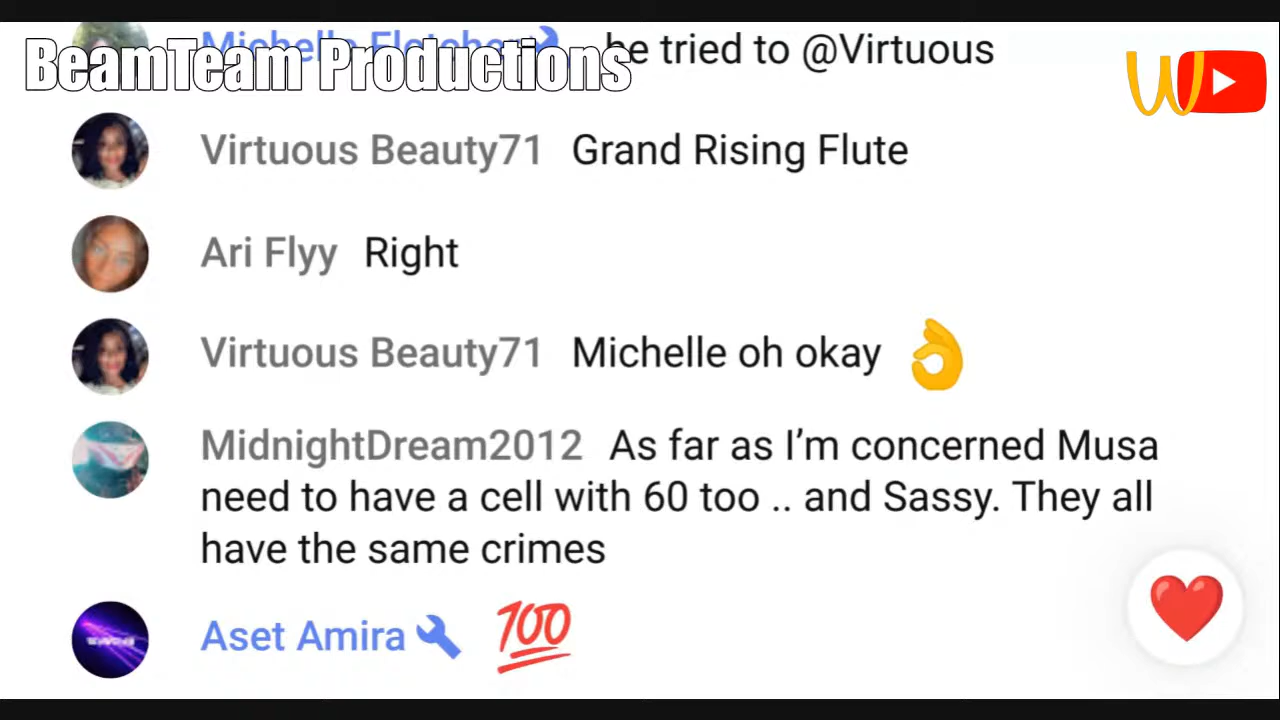 BeamTeam Productions
Michelle Fletcher he tried to @Virtuous
Virtuous Beauty71 Grand Rising Flute
Ari Flyy Right
Virtuous Beauty71 Michelle oh okay 👌
MidnightDream2012 As far as I’m concerned Musa
need to have a cell with 60 too .. and Sassy. They all
have the same crimes
Aset Amira 💯